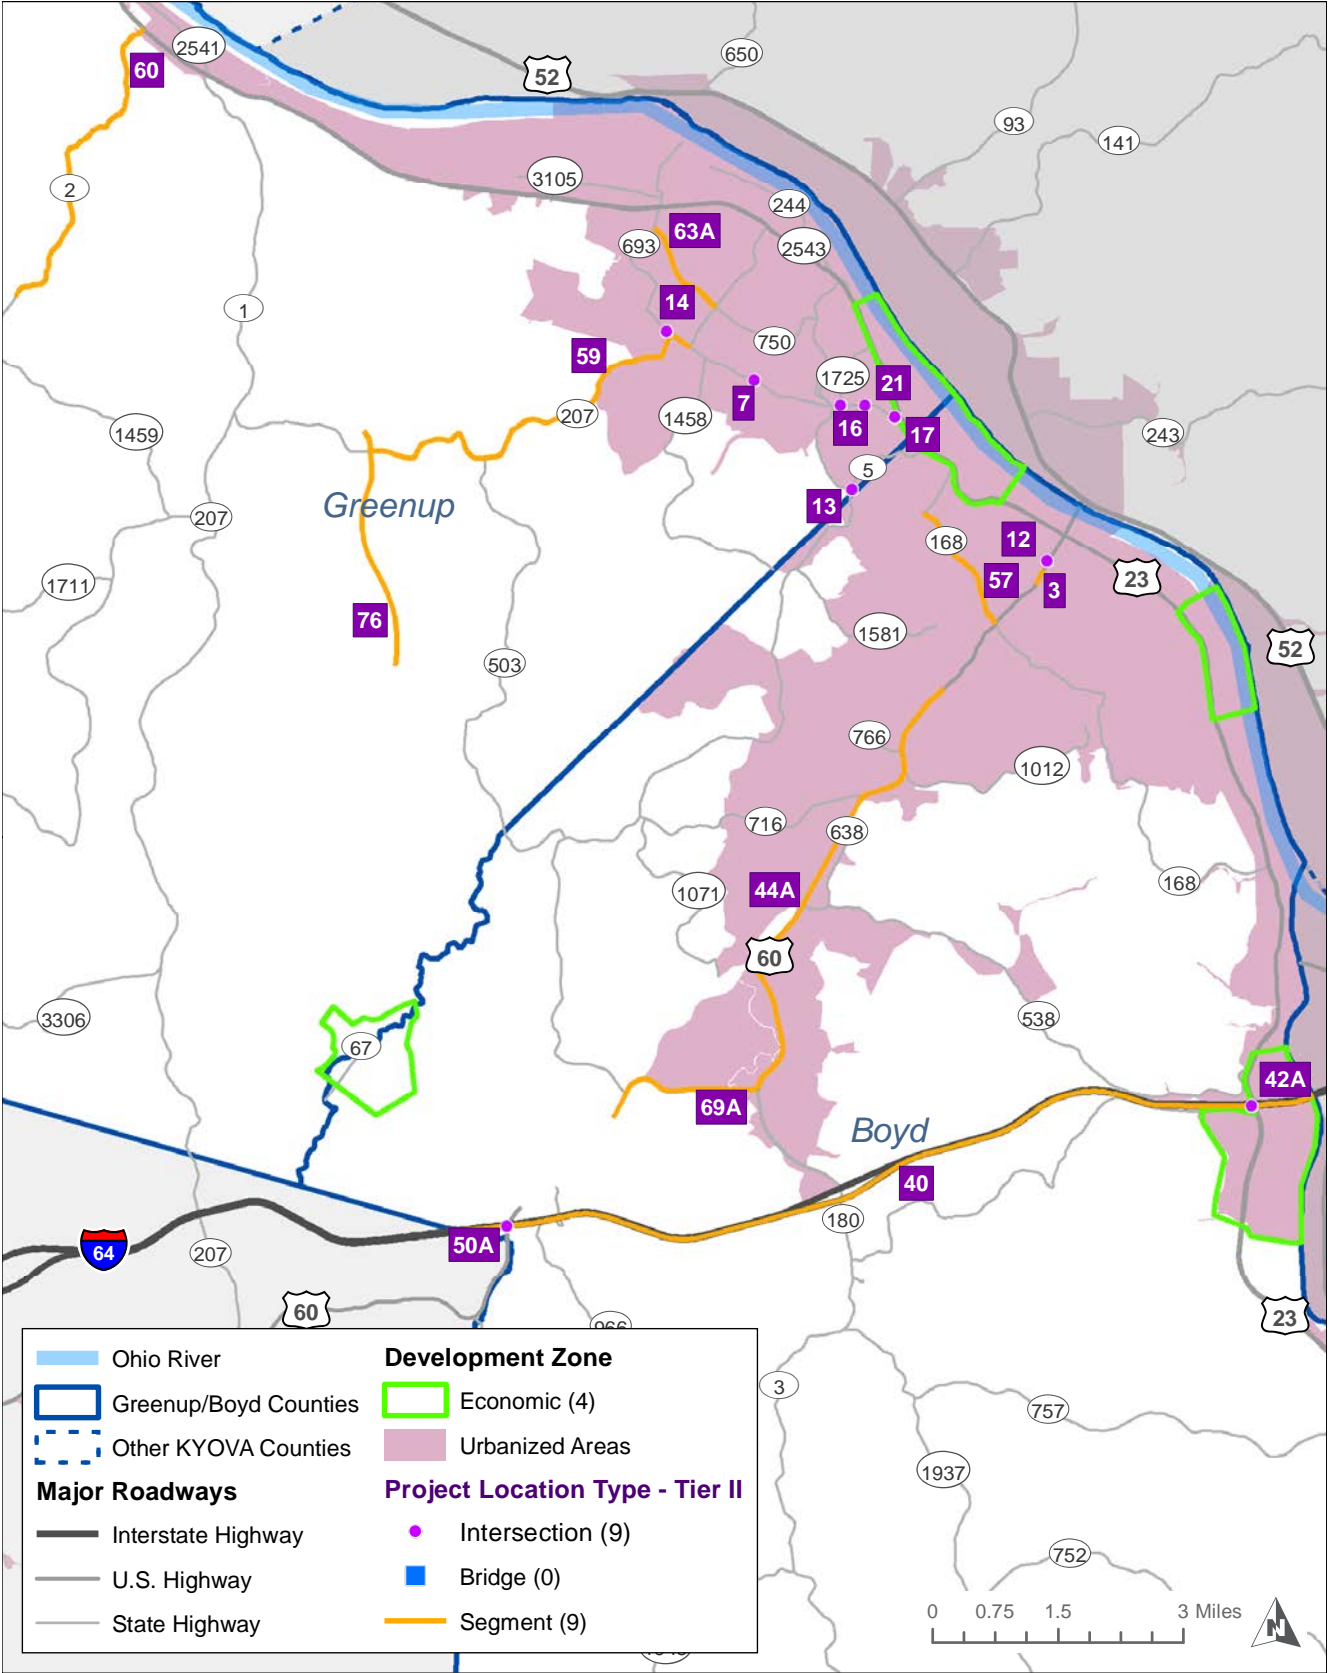 2541
60
52
650
93
141
2
3105
244
63A
693
2543
14
1
750
59
1725
21
7
207
1458
16
17
1459
243
5
Greenup
13
207
168
12
57
3
23
1711
76
1581
52
503
766
1012
716
638
168
44A
1071
60
3306
538
67
42A
69A
Boyd
40
180
50A
64
207
60
23
966
3
757
1937
752
Ohio River
Greenup/Boyd Counties
Other KYOVA Counties
Major Roadways
Interstate Highway
U.S. Highway
State Highway
Development Zone
Economic (4)
Urbanized Areas
Project Location Type - Tier II
Intersection (9)
Bridge (0)
Segment (9)
0 0.75 1.5 3 Miles
N